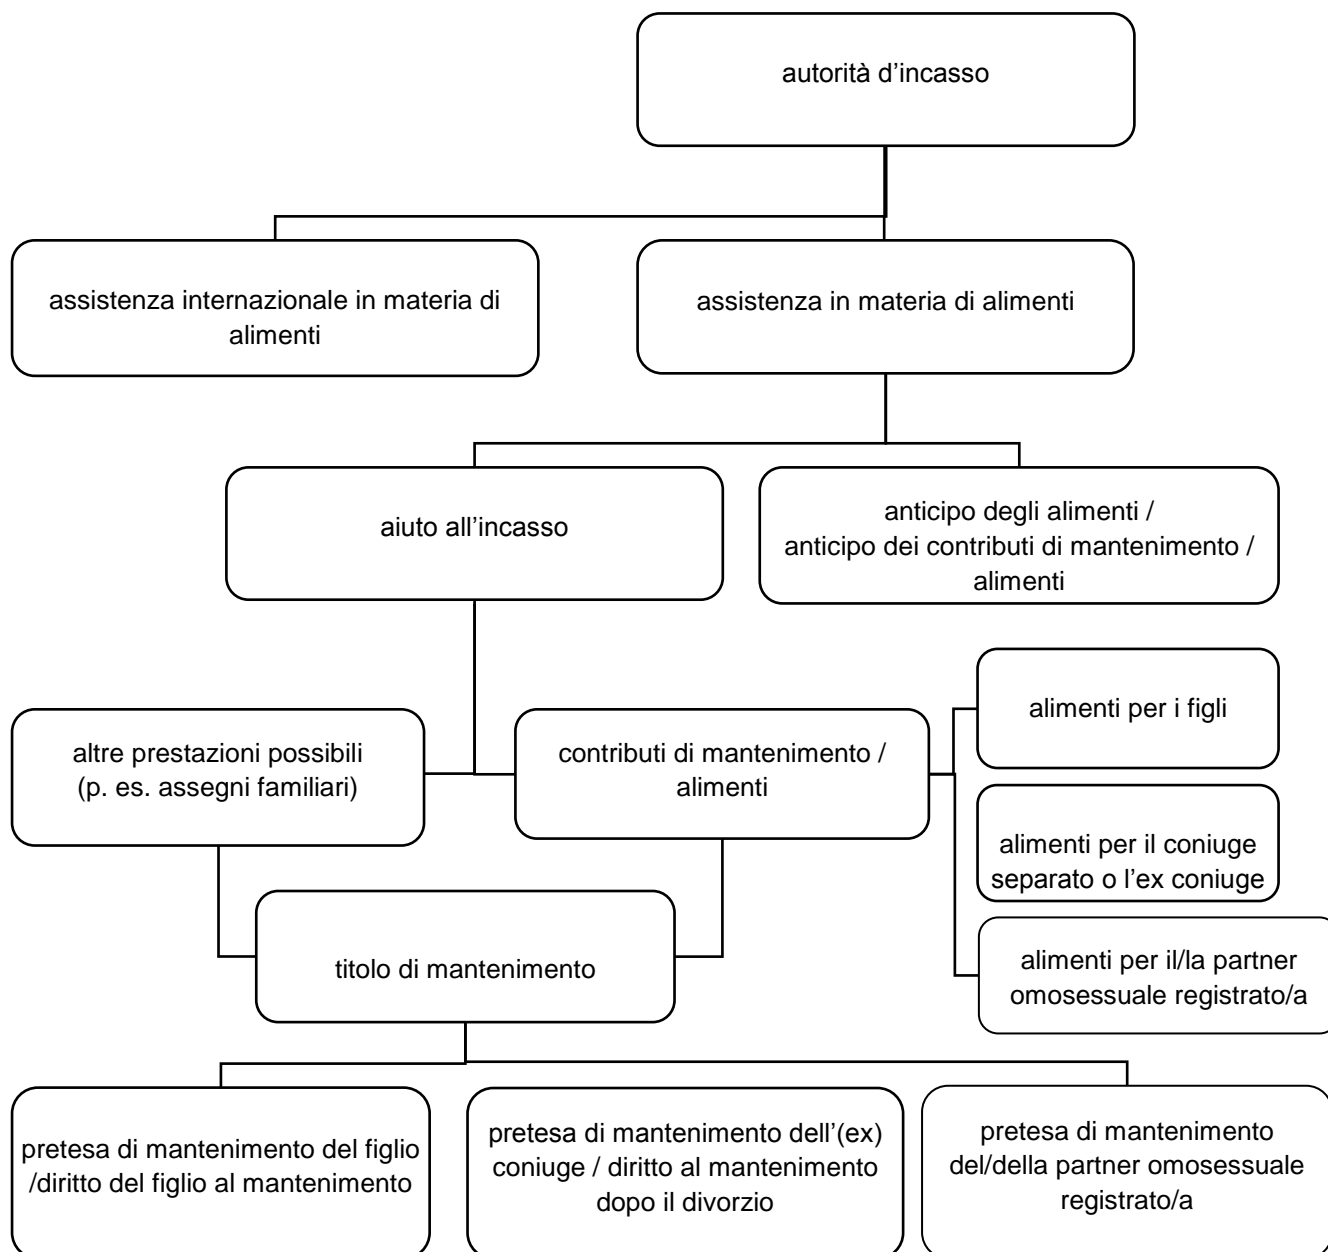 autorità d’incasso
assistenza internazionale in materia di
alimenti
assistenza in materia di alimenti
aiuto all’incasso
anticipo degli alimenti /
anticipo dei contributi di mantenimento /
alimenti
altre prestazioni possibili
(p. es. assegni familiari)
contributi di mantenimento /
alimenti
alimenti per i figli
alimenti per il coniuge
separato o l’ex coniuge
alimenti per il/la partner
omosessuale registrato/a
titolo di mantenimento
pretesa di mantenimento del figlio
/diritto del figlio al mantenimento
pretesa di mantenimento dell’(ex)
coniuge / diritto al mantenimento
dopo il divorzio
pretesa di mantenimento
del/della partner omosessuale
registrato/a